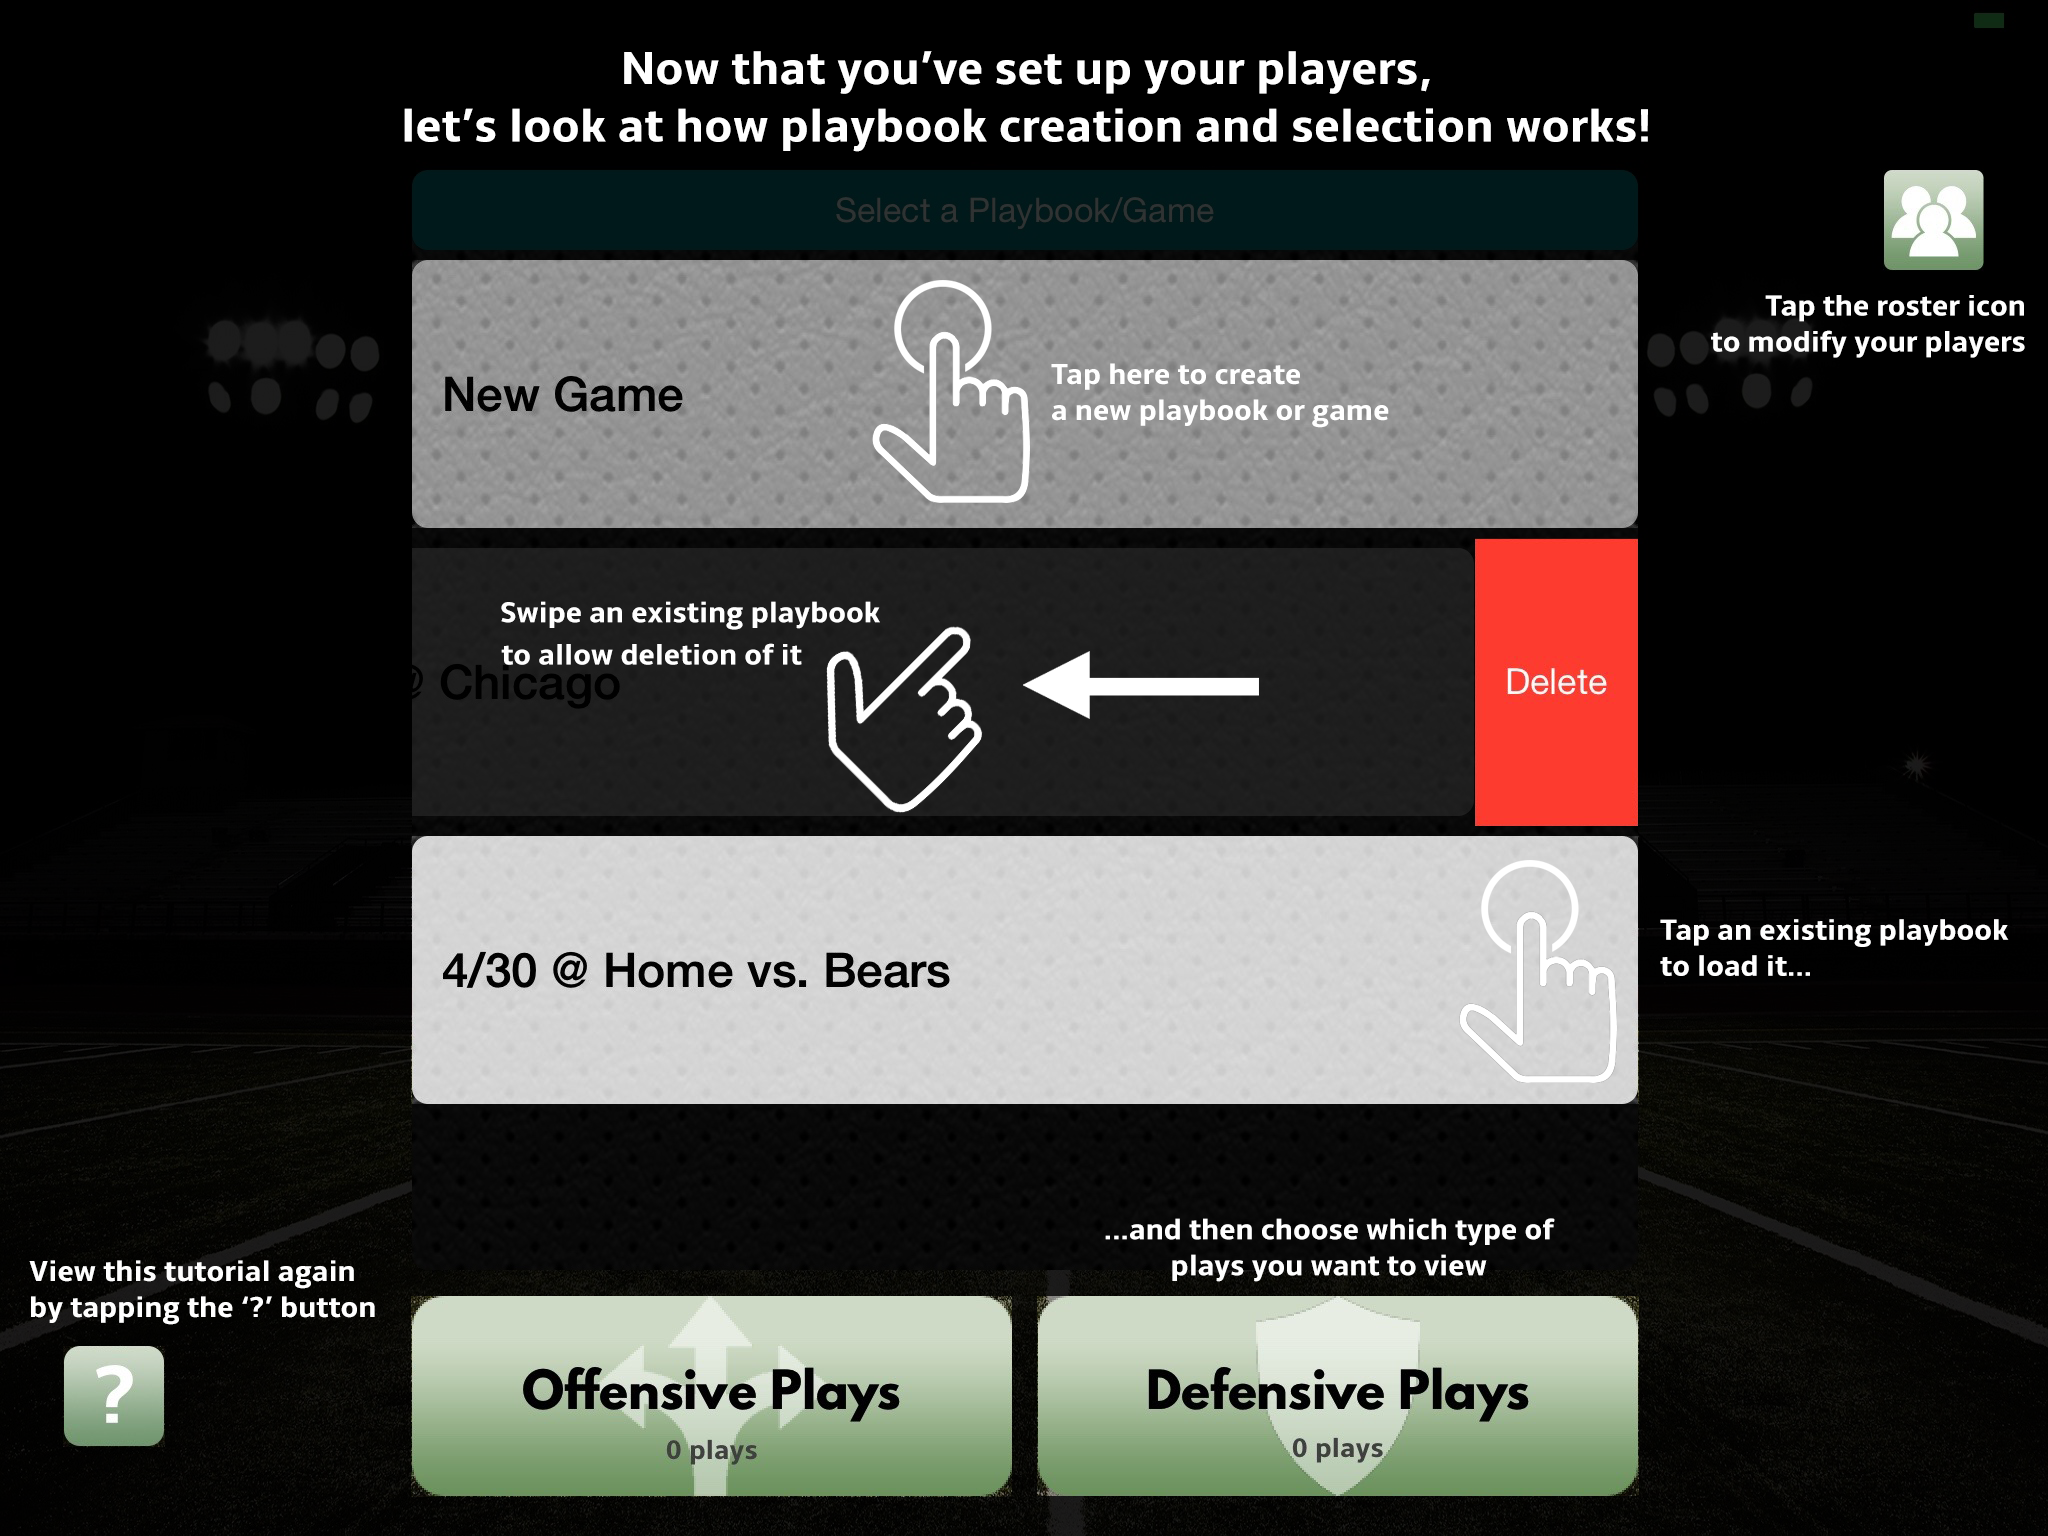 Now that you’ve set up your players,
let’s look at how playbook creation and selection works!
Select a Playbook/Game
Tap the roster icon
to modify your players
New Game
Tap here to create
a new playbook or game
Swipe an existing playbook
to allow deletion of it
@ Chicago
Delete
4/30 @ Home vs. Bears
Tap an existing playbook
to load it...
...and then choose which type of
plays you want to view
View this tutorial again
by tapping the ‘?’ button
?
Offensive Plays
0 plays
Defensive Plays
0 plays